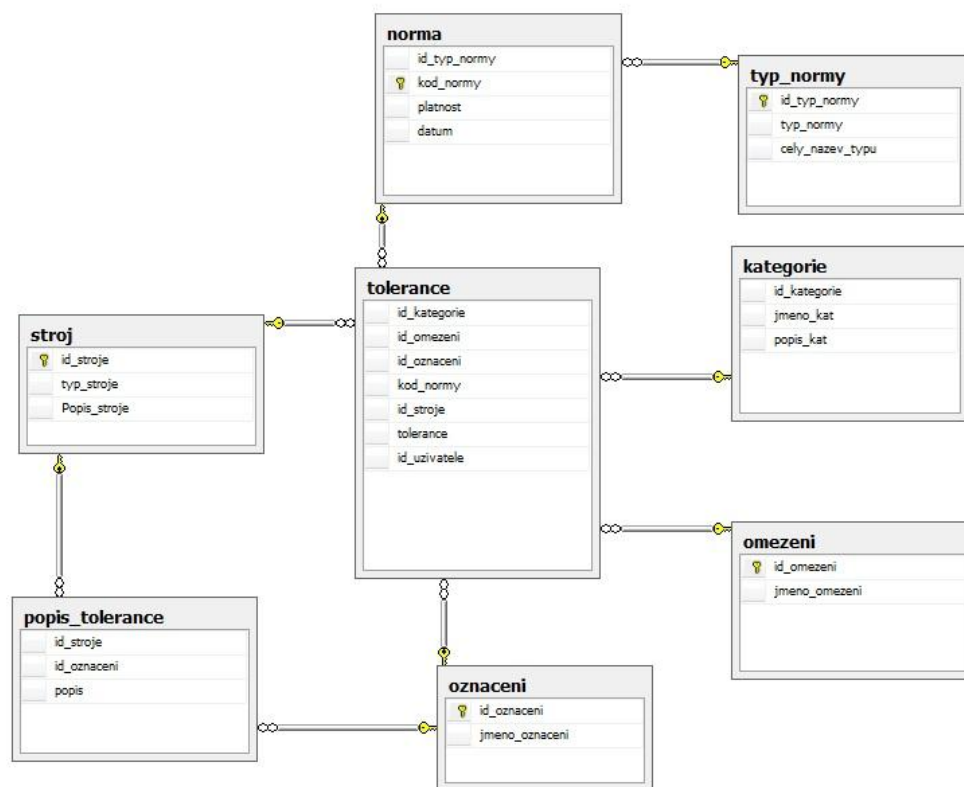 norma
id_typ_normy
kod_normy
platnost
datum
typ_normy
id_typ_normy
typ_normy
cely_nazev_typu
tolerance
id_kategorie
id_omezeni
id_oznaceni
kod_normy
id_stroje
tolerance
id_uzivatele
kategorie
id_kategorie
jmeno_kat
popis_kat
stroj
id_stroje
typ_stroje
Popis_stroje
omezeni
id_omezeni
jmeno_omezeni
popis_tolerance
id_stroje
id_oznaceni
popis
oznaceni
id_oznaceni
jmeno_oznaceni